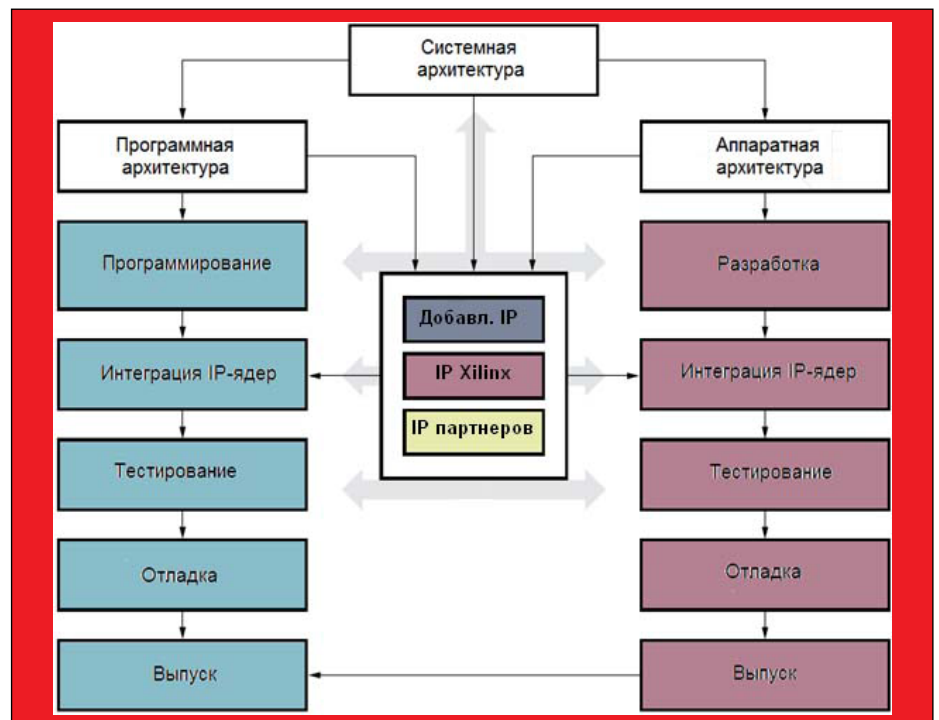 Системная
архитектура
Программная
архитектура
Аппаратная
архитектура
Программирование
Разработка
Добавл. IP
Интеграция IP-ядер
IP Xilinx
Интеграция IP-ядер
IP партнеров
Тестирование
Тестирование
Отладка
Отладка
Выпуск
Выпуск